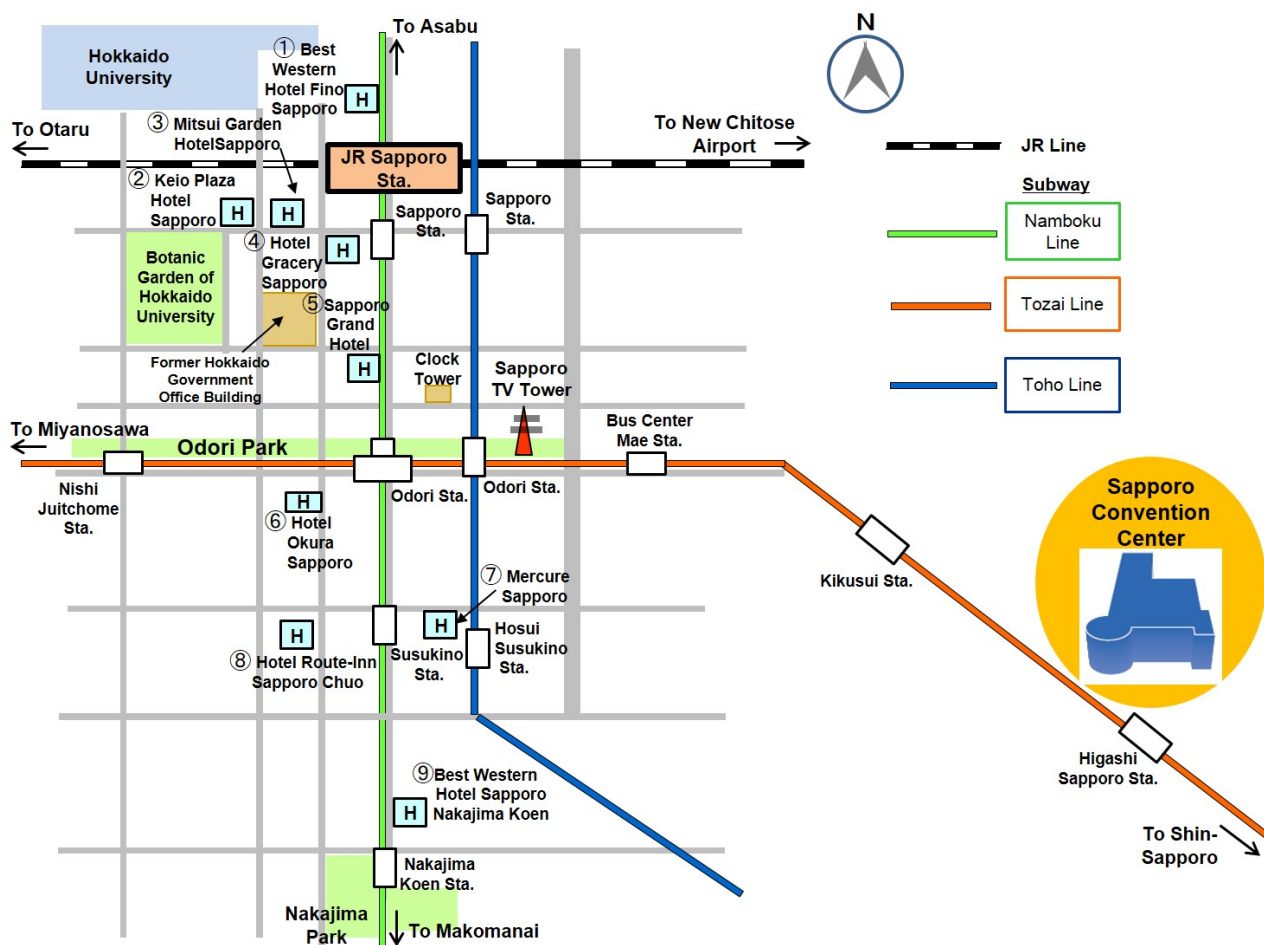 Hokkaido
University
① Best
Western
Hotel Fino
Sapporo
H
To Asabu
N
To Otaru
③ Mitsui Garden
HotelSapporo
JR Sapporo
Sta.
To New Chitose
Airport
JR Line
Subway
Namboku
Line
Tozai Line
Toho Line
② Keio Plaza
Hotel
Sapporo
H
H
Sapporo
Sta.
Sapporo
Sta.
④ Hotel
Gracery
Sapporo
H
Botanic
Garden of
Hokkaido
University
⑤Sapporo
Grand
Hotel
H
Former Hokkaido
Government
Office Building
Clock
Tower
Sapporo
TV Tower
To Miyanosawa
Odori Park
Bus Center
Mae Sta.
Nishi
Juitchome
Sta.
Odori Sta.
Odori Sta.
H
⑥ Hotel
Okura
Sapporo
Sapporo
Convention
Center
Kikusui Sta.
⑦ Mercure
Sapporo
H
H
⑧ Hotel Route-Inn
Sapporo Chuo
Susukino
Sta.
Hosui
Susukino
Sta.
Higashi
Sapporo Sta.
⑨Best Western
Hotel Sapporo
Nakajima Koen
H
To Shin-
Sapporo
Nakajima
Koen Sta.
Nakajima
Park
To Makomanai